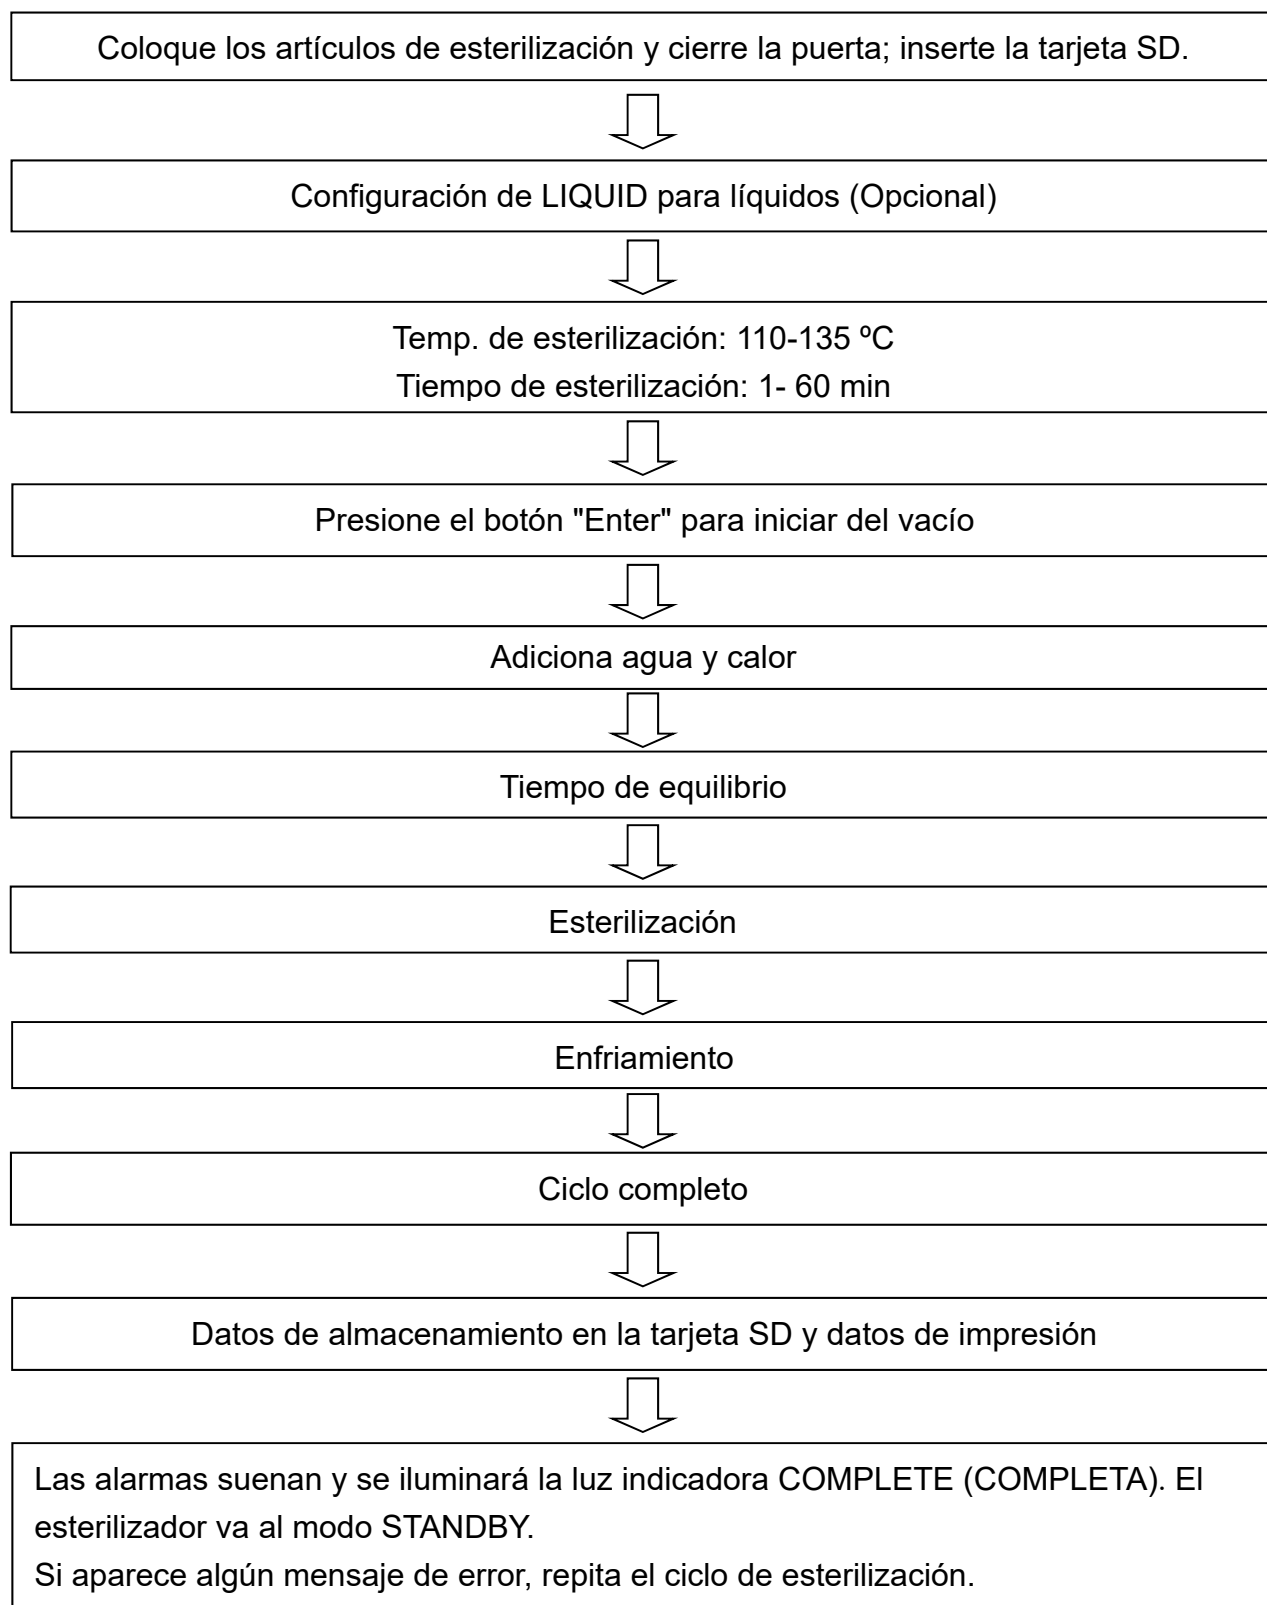 Coloque los artículos de esterilización y cierre la puerta; inserte la tarjeta SD.
Configuración de LIQUID para líquidos (Opcional)
Temp. de esterilización: 110-135 ºC
Tiempo de esterilización: 1- 60 min
Presione el botón "Enter" para iniciar del vacío
Adiciona agua y calor
Tiempo de equilibrio
Esterilización
Enfriamiento
Ciclo completo
Datos de almacenamiento en la tarjeta SD y datos de impresión
Las alarmas suenan y se iluminará la luz indicadora COMPLETE (COMPLETA). El
esterilizador va al modo STANDBY.
Si aparece algún mensaje de error, repita el ciclo de esterilización.